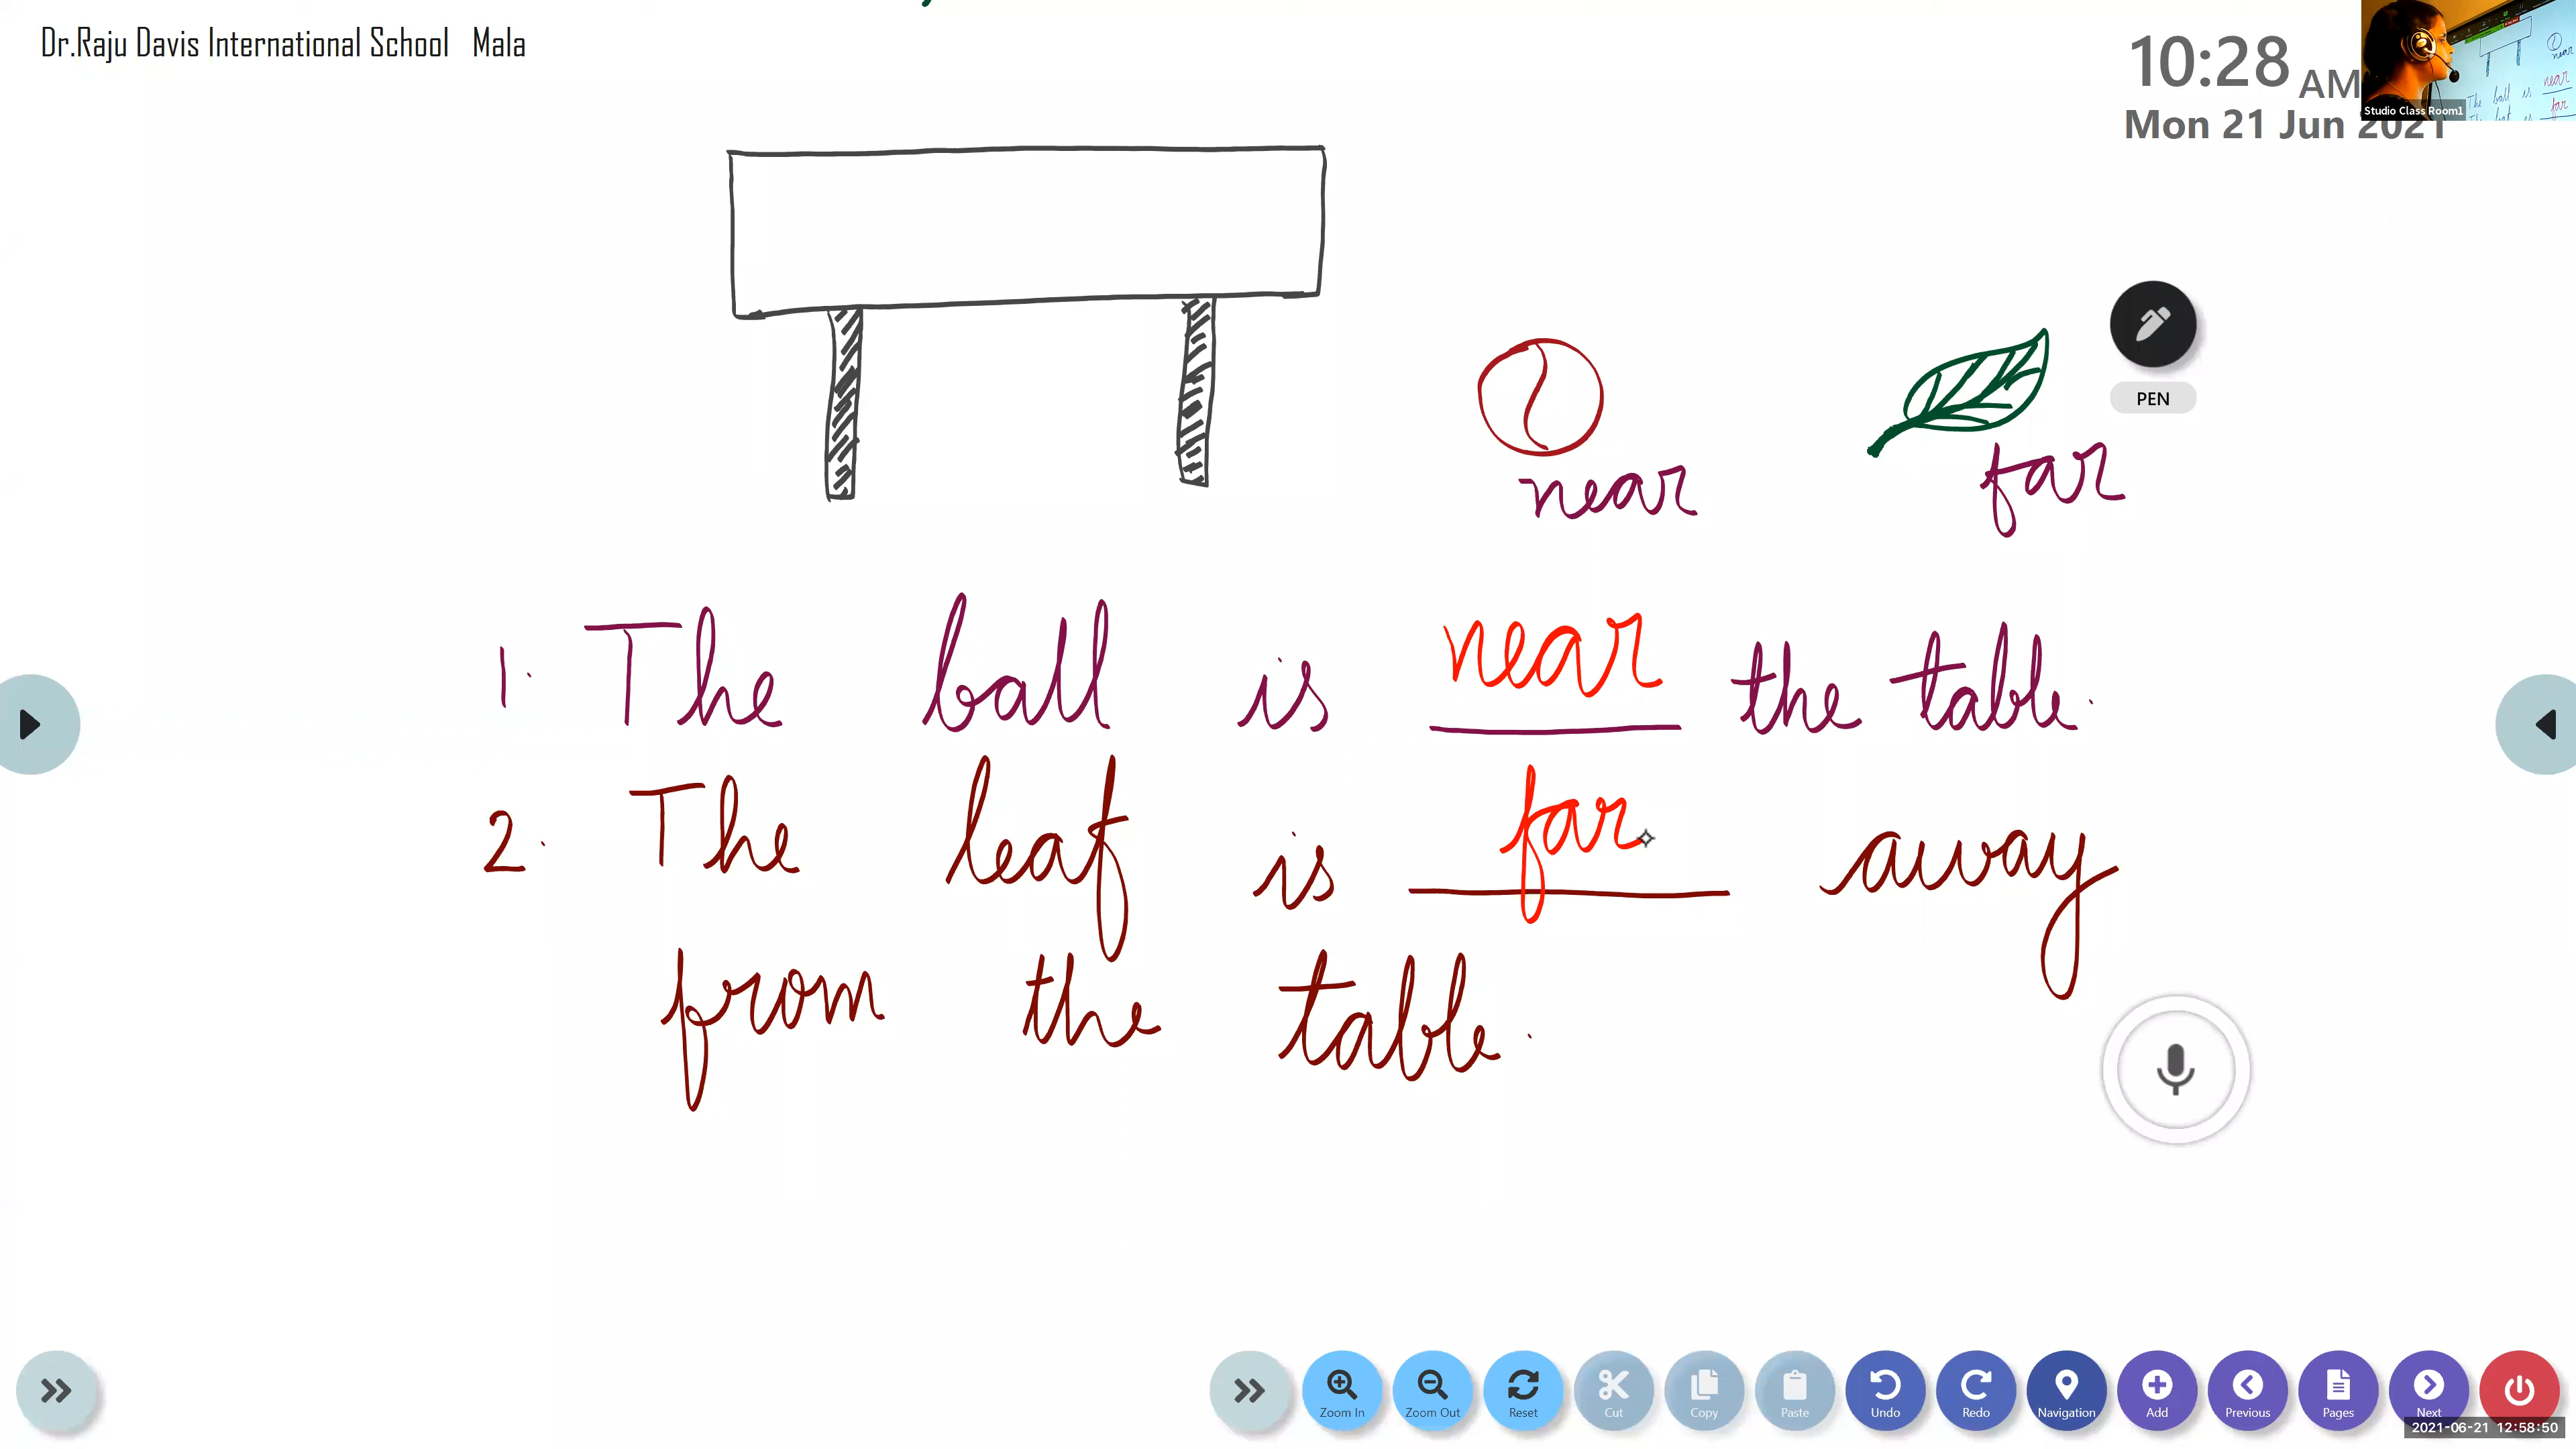 Dr.Raju Davis International School Mala
10:28 AM
Mon 21 Jun 2021
Studio Class Room1
PEN
near
far
1. The ball is near the table.
2. The leaf is far away
from the table.
Zoom In Zoom Out Reset Cut Copy Paste Undo Redo Navigation Add Previous Pages Next
2021-06-21 12:58:50